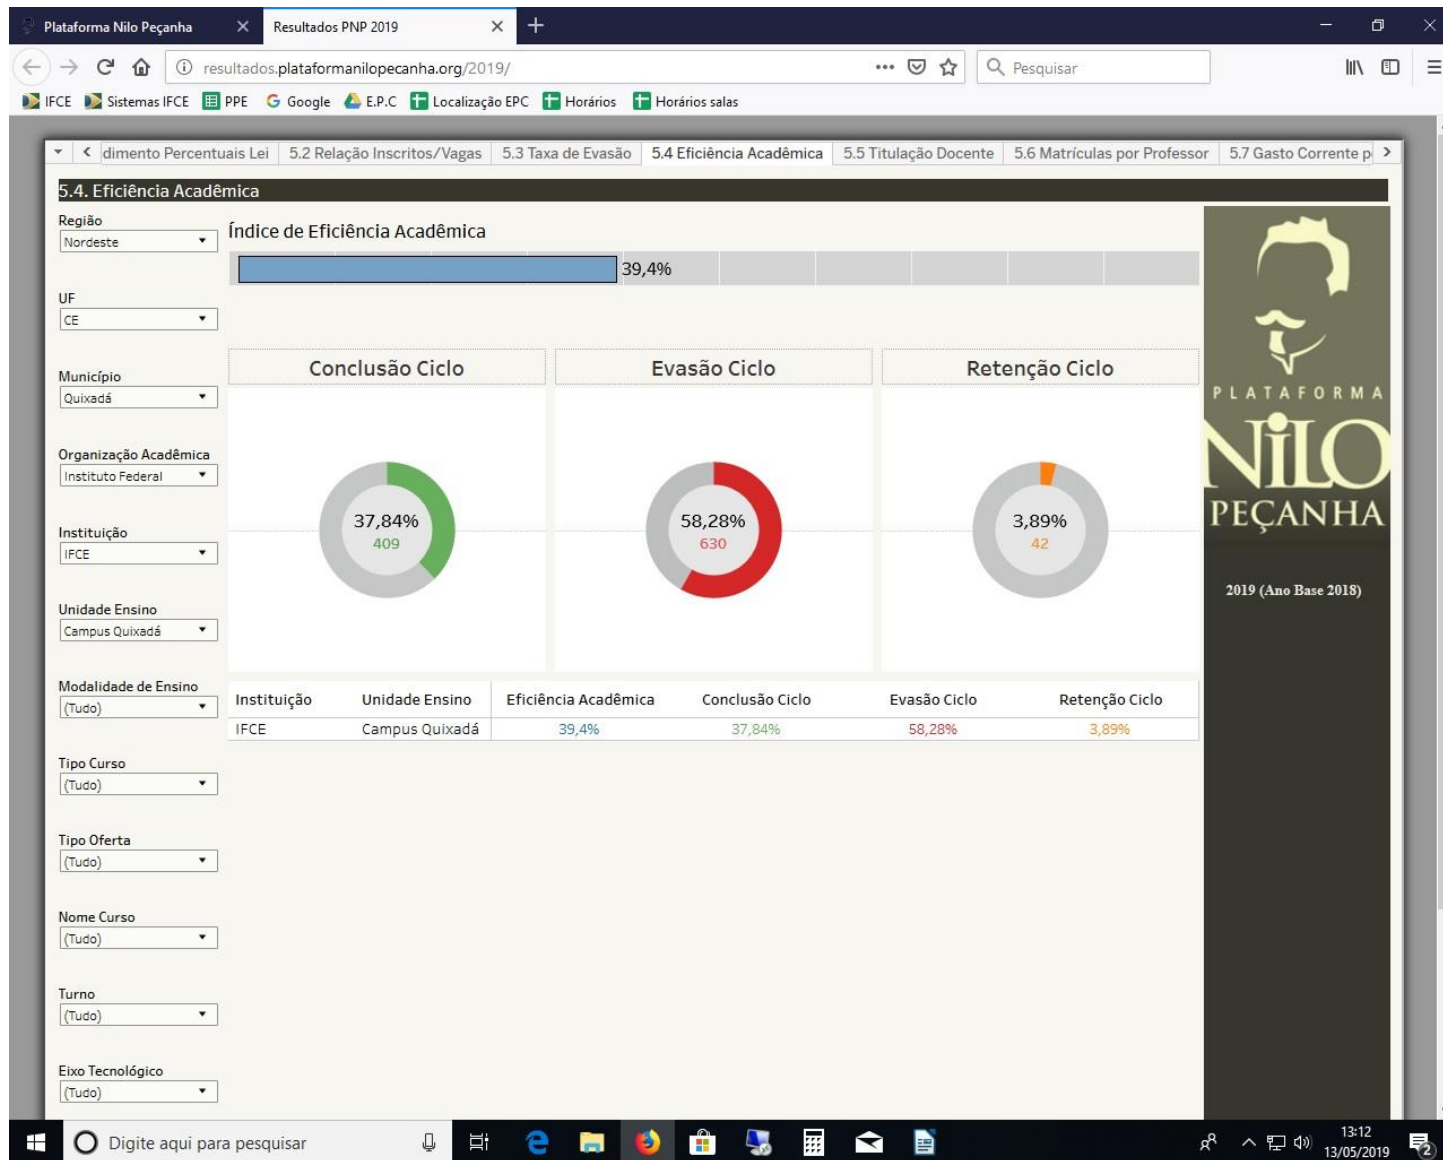 Plataforma Nilo Peçanha
Resultados PNP 2019
resultados.plataformanilopecanha.org/2019/
Pesquisar
IFCE Sistemas IFCE PPE Google E.P.C Localização EPC Horários Horários salas
dimento Percentuais Lei 5.2 Relação Inscritos/Vagas 5.3 Taxa de Evasão 5.4 Eficiência Acadêmica 5.5 Titulação Docente 5.6 Matrículas por Professor 5.7 Gasto Corrente p
5.4. Eficiência Acadêmica
Região
Nordeste
UF
CE
Município
Quixadá
Organização Acadêmica
Instituto Federal
Instituição
IFCE
Unidade Ensino
Campus Quixadá
Modalidade de Ensino
(Tudo)
Tipo Curso
(Tudo)
Tipo Oferta
(Tudo)
Nome Curso
(Tudo)
Turno
(Tudo)
Eixo Tecnológico
(Tudo)
Índice de Eficiência Acadêmica
39,4%
Conclusão Ciclo Evasão Ciclo Retenção Ciclo
37,84% 58,28% 3,89%
409 630 42
Instituição Unidade Ensino Eficiência Acadêmica Conclusão Ciclo Evasão Ciclo Retenção Ciclo
IFCE Campus Quixadá 39,4% 37,84% 58,28% 3,89%
PLATAFORMA
NiLO
PEÇANHA
2019 (Ano Base 2018)
Digite aqui para pesquisar
13:12
13/05/2019
2